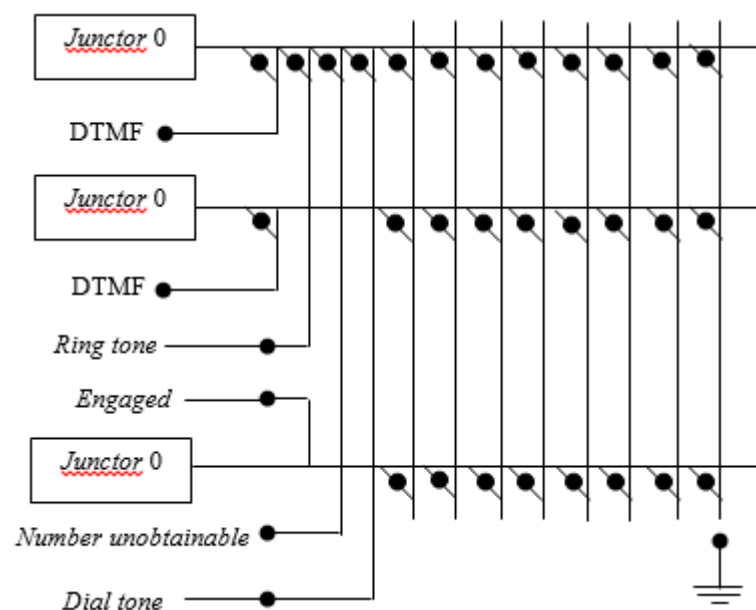 Junctor 0
DTMF
Junctor 0
DTMF
Ring tone
Engaged
Junctor 0
Number unobtainable
Dial tone